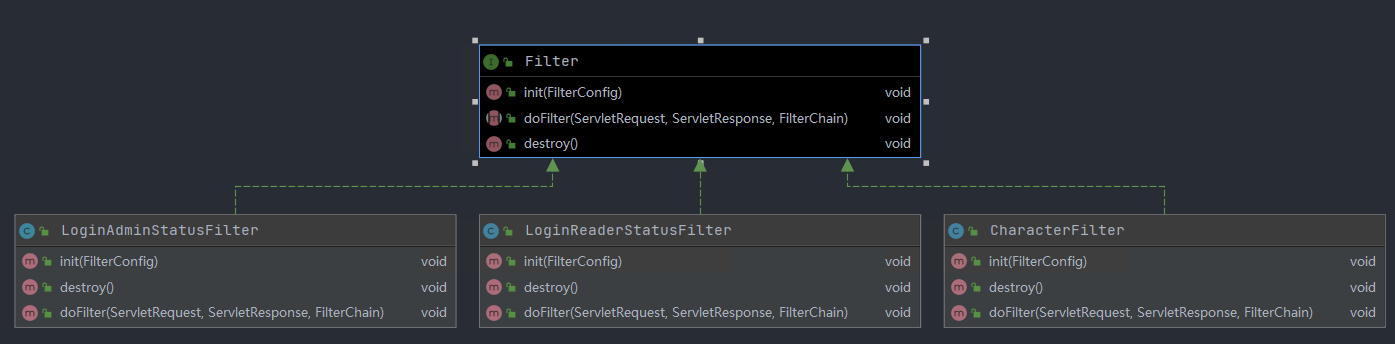 Filter
init(FilterConfig) void
doFilter(ServletRequest, ServletResponse, FilterChain) void
destroy() void
LoginAdminStatusFilter
init(FilterConfig) void
destroy() void
doFilter(ServletRequest, ServletResponse, FilterChain) void
LoginReaderStatusFilter
init(FilterConfig) void
destroy() void
doFilter(ServletRequest, ServletResponse, FilterChain) void
CharacterFilter
init(FilterConfig) void
destroy() void
doFilter(ServletRequest, ServletResponse, FilterChain) void